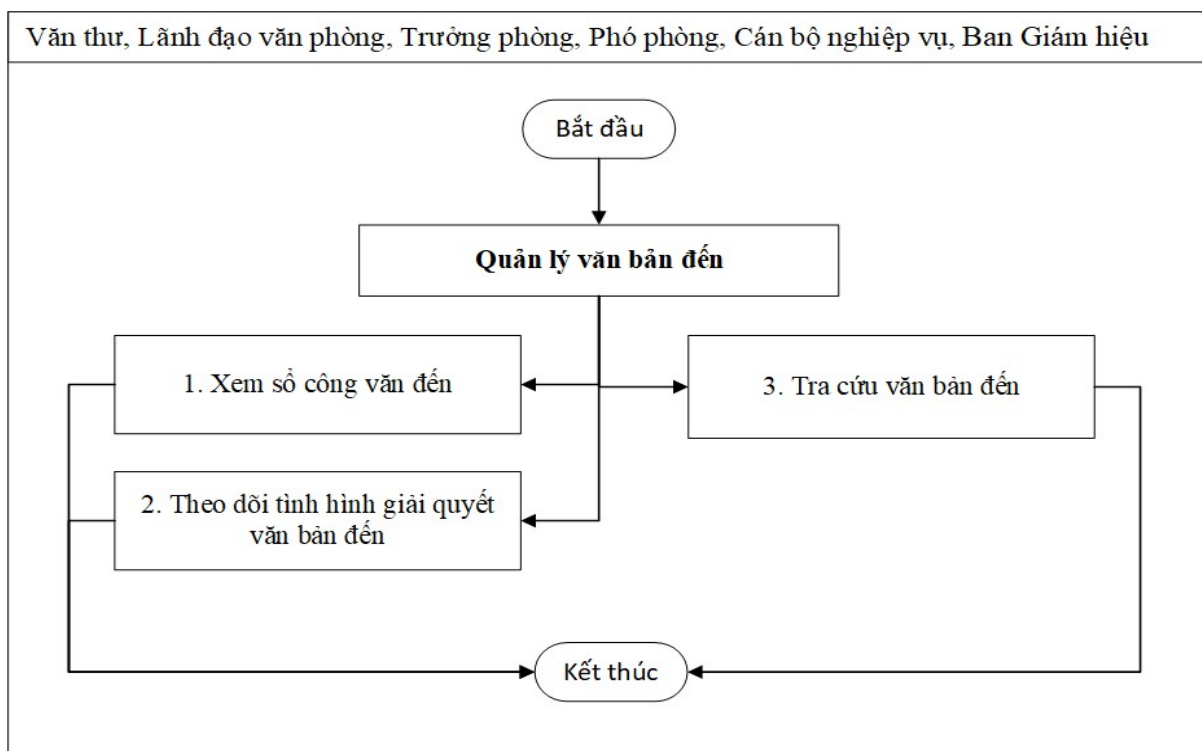 Văn thư, Lãnh đạo văn phòng, Trưởng phòng, Phó phòng, Cán bộ nghiệp vụ, Ban Giám hiệu
Bắt đầu
Quản lý văn bản đến
1. Xem sổ công văn đến
3. Tra cứu văn bản đến
2. Theo dõi tình hình giải quyết
văn bản đến
Kết thúc